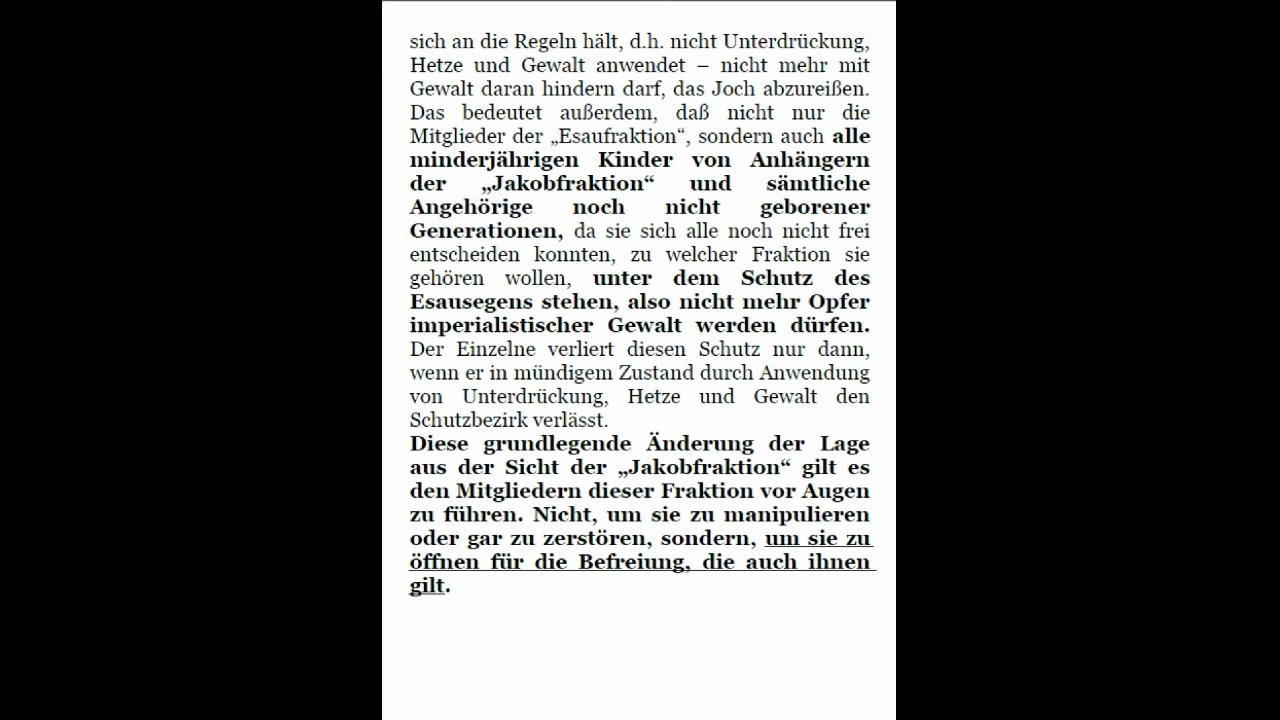 sich an die Regeln hält, d.h. nicht Unterdrückung,
Hetze und Gewalt anwendet – nicht mehr mit
Gewalt daran hindern darf, das Joch abzureißen.
Das bedeutet außerdem, daß nicht nur die
Mitglieder der „Esaufraktion“, sondern auch alle
minderjährigen Kinder von Anhängern
der „Jakobfraktion“ und sämtliche
Angehörige noch nicht geborener
Generationen, da sie sich alle noch nicht frei
entscheiden konnten, zu welcher Fraktion sie
gehören wollen, unter dem Schutz des
Esausegens stehen, also nicht mehr Opfer
imperialistischer Gewalt werden dürfen.
Der Einzelne verliert diesen Schutz nur dann,
wenn er in mündigem Zustand durch Anwendung
von Unterdrückung, Hetze und Gewalt den
Schutzbezirk verlässt.
Diese grundlegende Änderung der Lage
aus der Sicht der „Jakobfraktion“ gilt es
den Mitgliedern dieser Fraktion vor Augen
zu führen. Nicht, um sie zu manipulieren
oder gar zu zerstören, sondern, um sie zu
öffnen für die Befreiung, die auch ihnen
gilt.